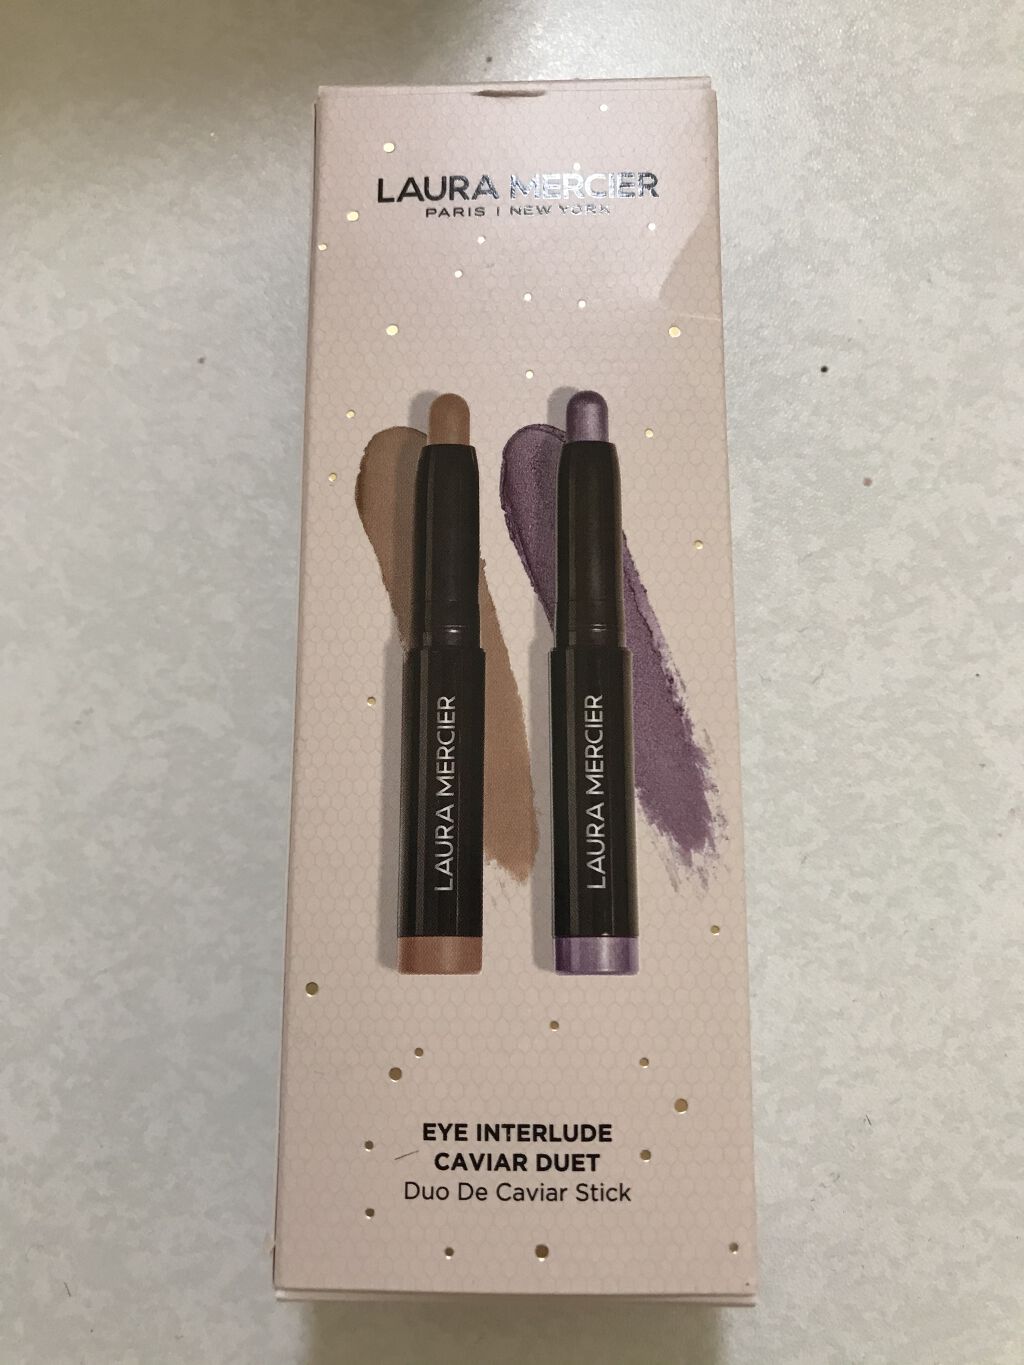 LAURA MERCIER
PARIS | NEW YORK
LAURA MERCIER
LAURA MERCIER
EYE INTERLUDE
CAVIAR DUET
Duo De Caviar Stick